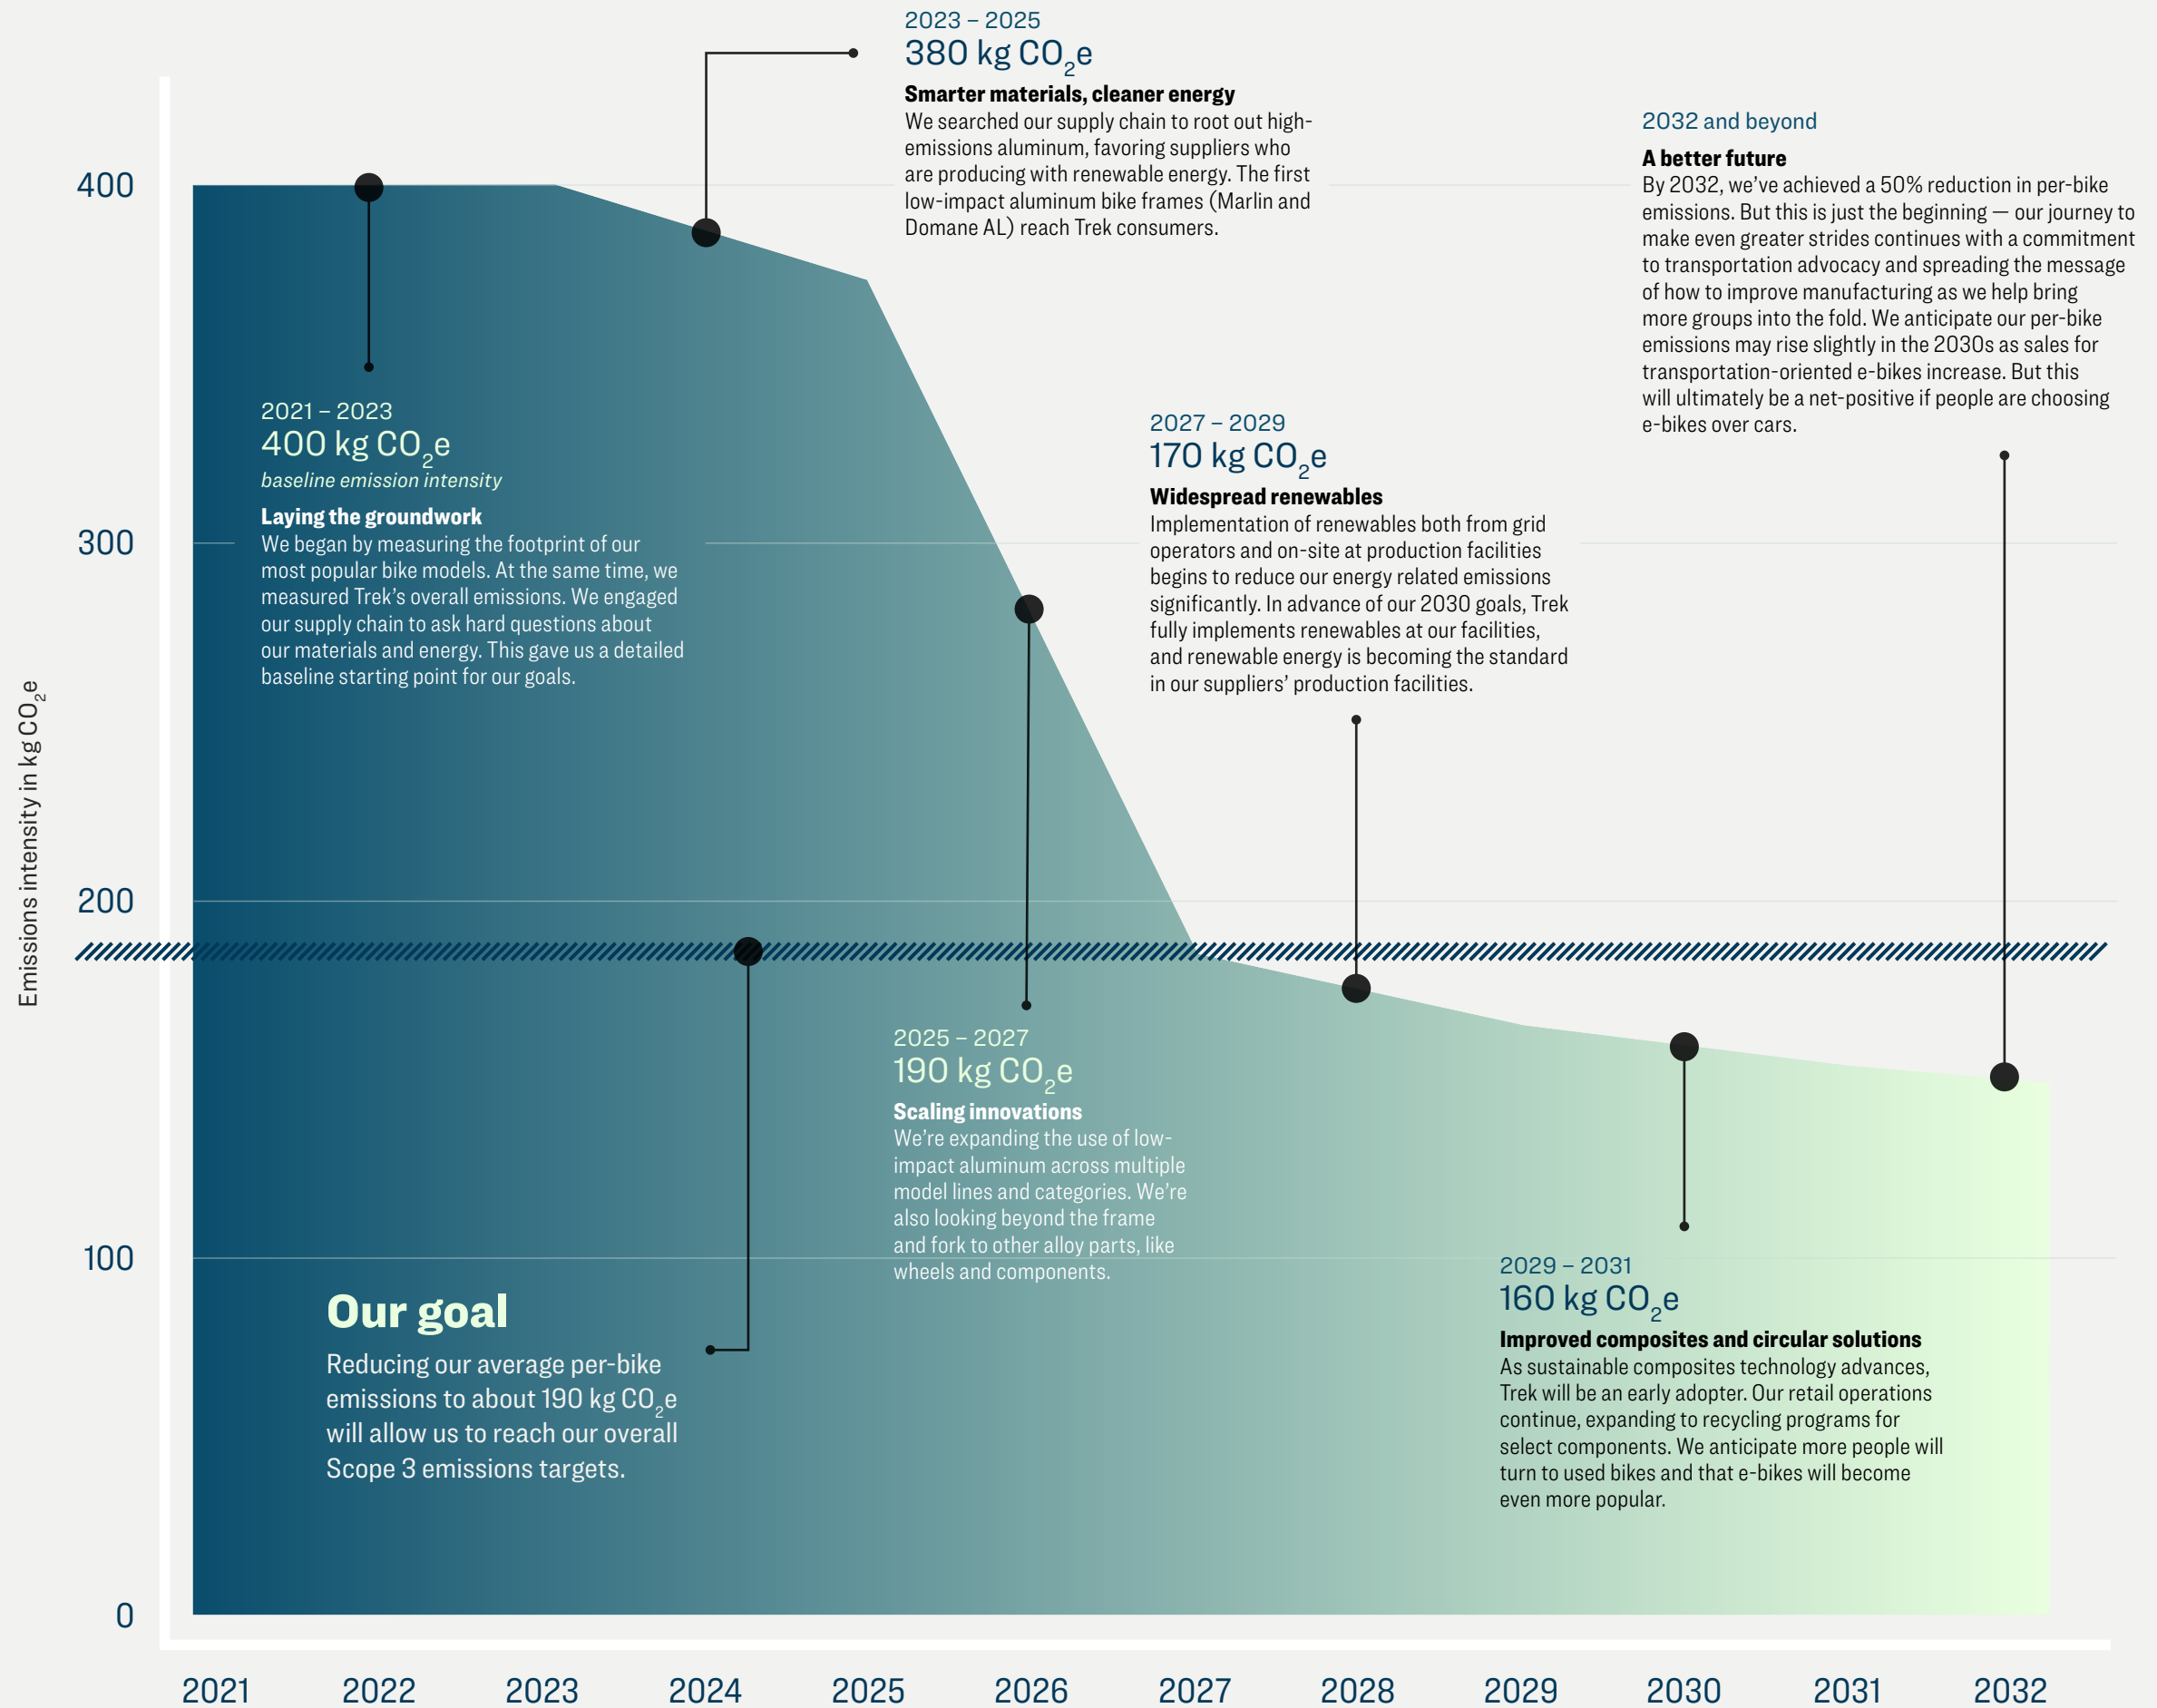 2023 – 2025
380 kg CO₂e
Smarter materials, cleaner energy
We searched our supply chain to root out high-
emissions aluminum, favoring suppliers who
are producing with renewable energy. The first
low-impact aluminum bike frames (Marlin and
Domane AL) reach Trek consumers.
2032 and beyond
A better future
By 2032, we’ve achieved a 50% reduction in per-bike
emissions. But this is just the beginning — our journey to
make even greater strides continues with a commitment
to transportation advocacy and spreading the message
of how to improve manufacturing as we help bring
more groups into the fold. We anticipate our per-bike
emissions may rise slightly in the 2030s as sales for
transportation-oriented e-bikes increase. But this
will ultimately be a net-positive if people are choosing
e-bikes over cars.
2021 – 2023
400 kg CO₂e
baseline emission intensity
Laying the groundwork
We began by measuring the footprint of our
most popular bike models. At the same time, we
measured Trek’s overall emissions. We engaged
our supply chain to ask hard questions about
our materials and energy. This gave us a detailed
baseline starting point for our goals.
2027 – 2029
170 kg CO₂e
Widespread renewables
Implementation of renewables both from grid
operators and on-site at production facilities
begins to reduce our energy related emissions
significantly. In advance of our 2030 goals, Trek
fully implements renewables at our facilities,
and renewable energy is becoming the standard
in our suppliers’ production facilities.
2025 – 2027
190 kg CO₂e
Scaling innovations
We’re expanding the use of low-
impact aluminum across multiple
model lines and categories. We’re
also looking beyond the frame
and fork to other alloy parts, like
wheels and components.
Our goal
Reducing our average per-bike
emissions to about 190 kg CO₂e
will allow us to reach our overall
Scope 3 emissions targets.
2029 – 2031
160 kg CO₂e
Improved composites and circular solutions
As sustainable composites technology advances,
Trek will be an early adopter. Our retail operations
continue, expanding to recycling programs for
select components. We anticipate more people will
turn to used bikes and that e-bikes will become
even more popular.
Emissions intensity in kg CO₂e
400
300
200
100
0
2021 2022 2023 2024 2025 2026 2027 2028 2029 2030 2031 2032